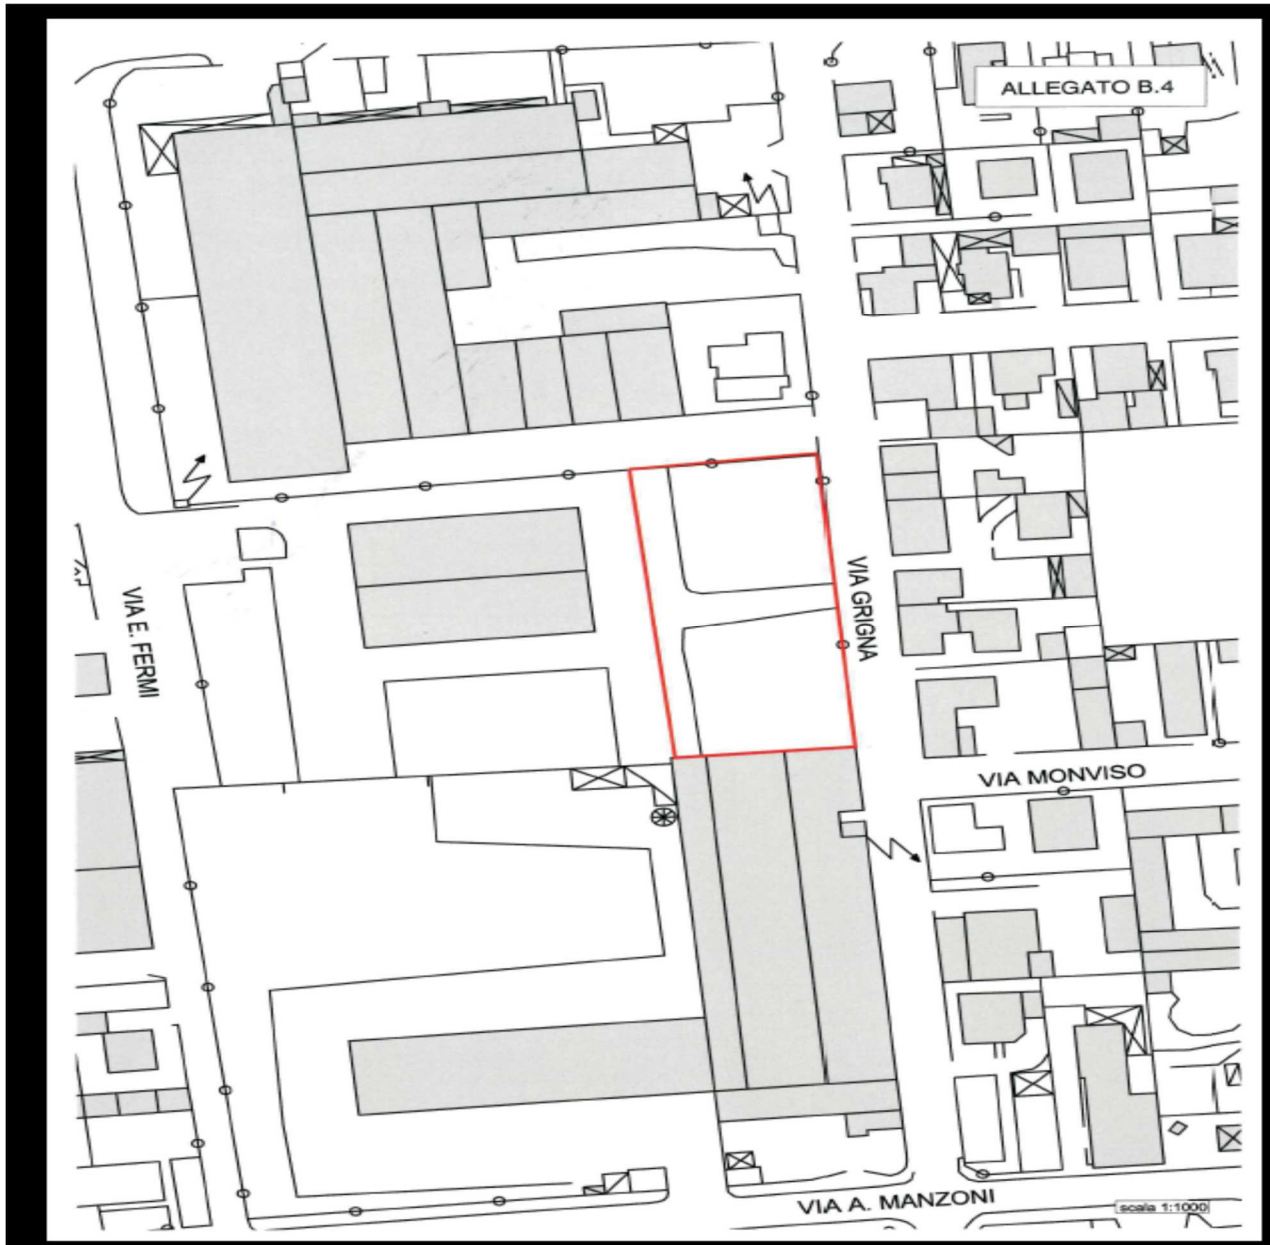 ALLEGATO B.4
VIA E. FERMI
VIA GRIGNA
VIA MONVISO
VIA A. MANZONI
scala 1:1000